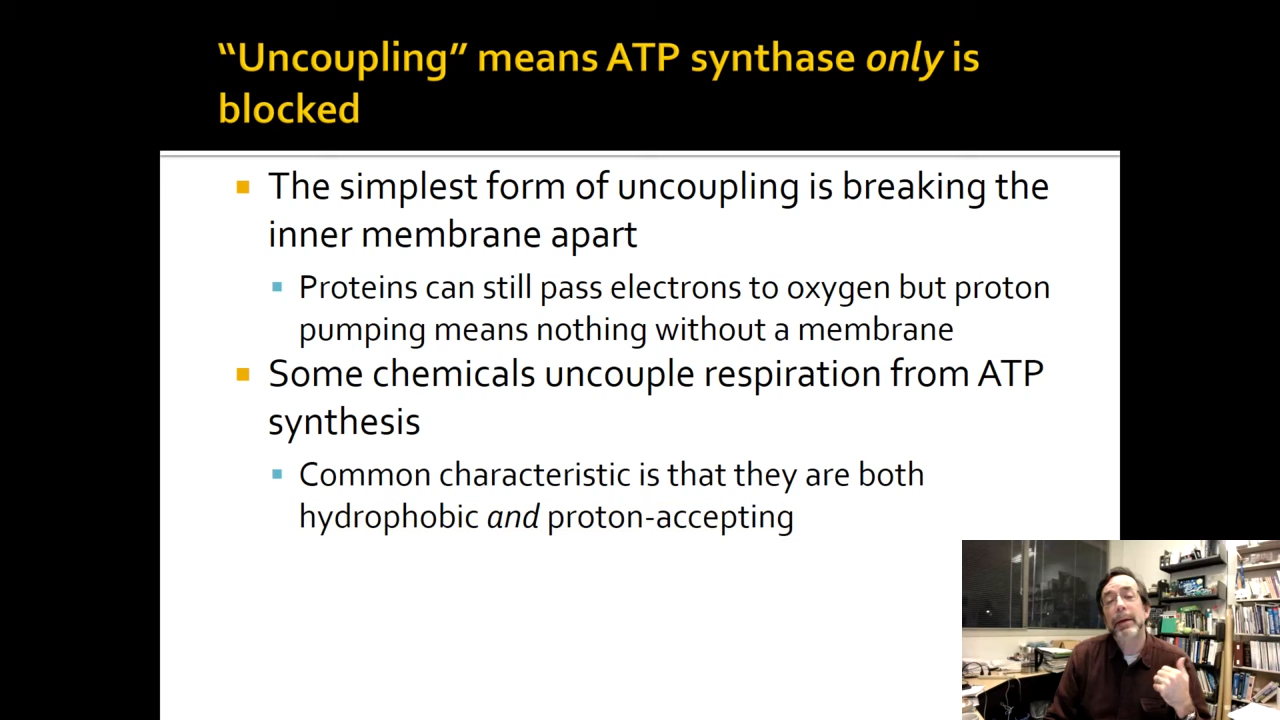 “Uncoupling” means ATP synthase only is
blocked
The simplest form of uncoupling is breaking the
inner membrane apart
Proteins can still pass electrons to oxygen but proton
pumping means nothing without a membrane
Some chemicals uncouple respiration from ATP
synthesis
Common characteristic is that they are both
hydrophobic and proton-accepting